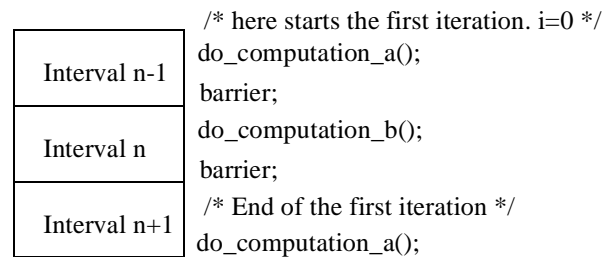 /* here starts the first iteration. i=0 */
do_computation_a();
Interval n-1
barrier;
do_computation_b();
Interval n
barrier;
/* End of the first iteration */
Interval n+1
do_computation_a();